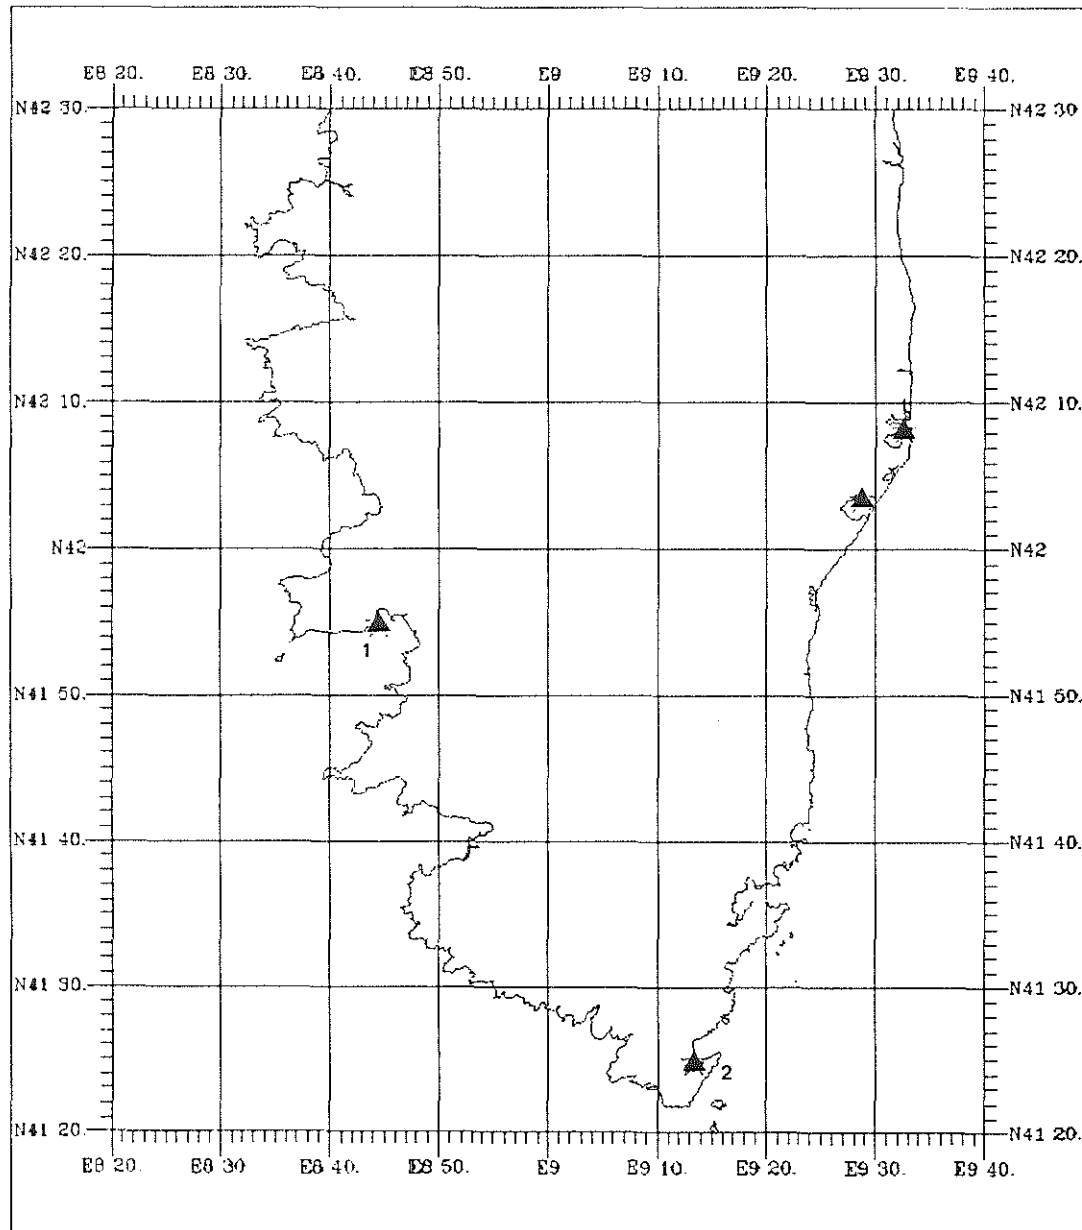 E8 20. E8 30. E8 40. E8 50. E9 E9 10. E9 20. E9 30. E9 40.
N42 30. N42 30
N42 20. N42 20.
N42 10. N42 10.
N42 N42
1
N41 50. N41 50.
N41 40. N41 40.
N41 30. N41 30.
2
N41 20. N41 20.
E8 20. E8 30 E8 40. E8 50. E9 E9 10. E9 20. E9 30. E9 40.